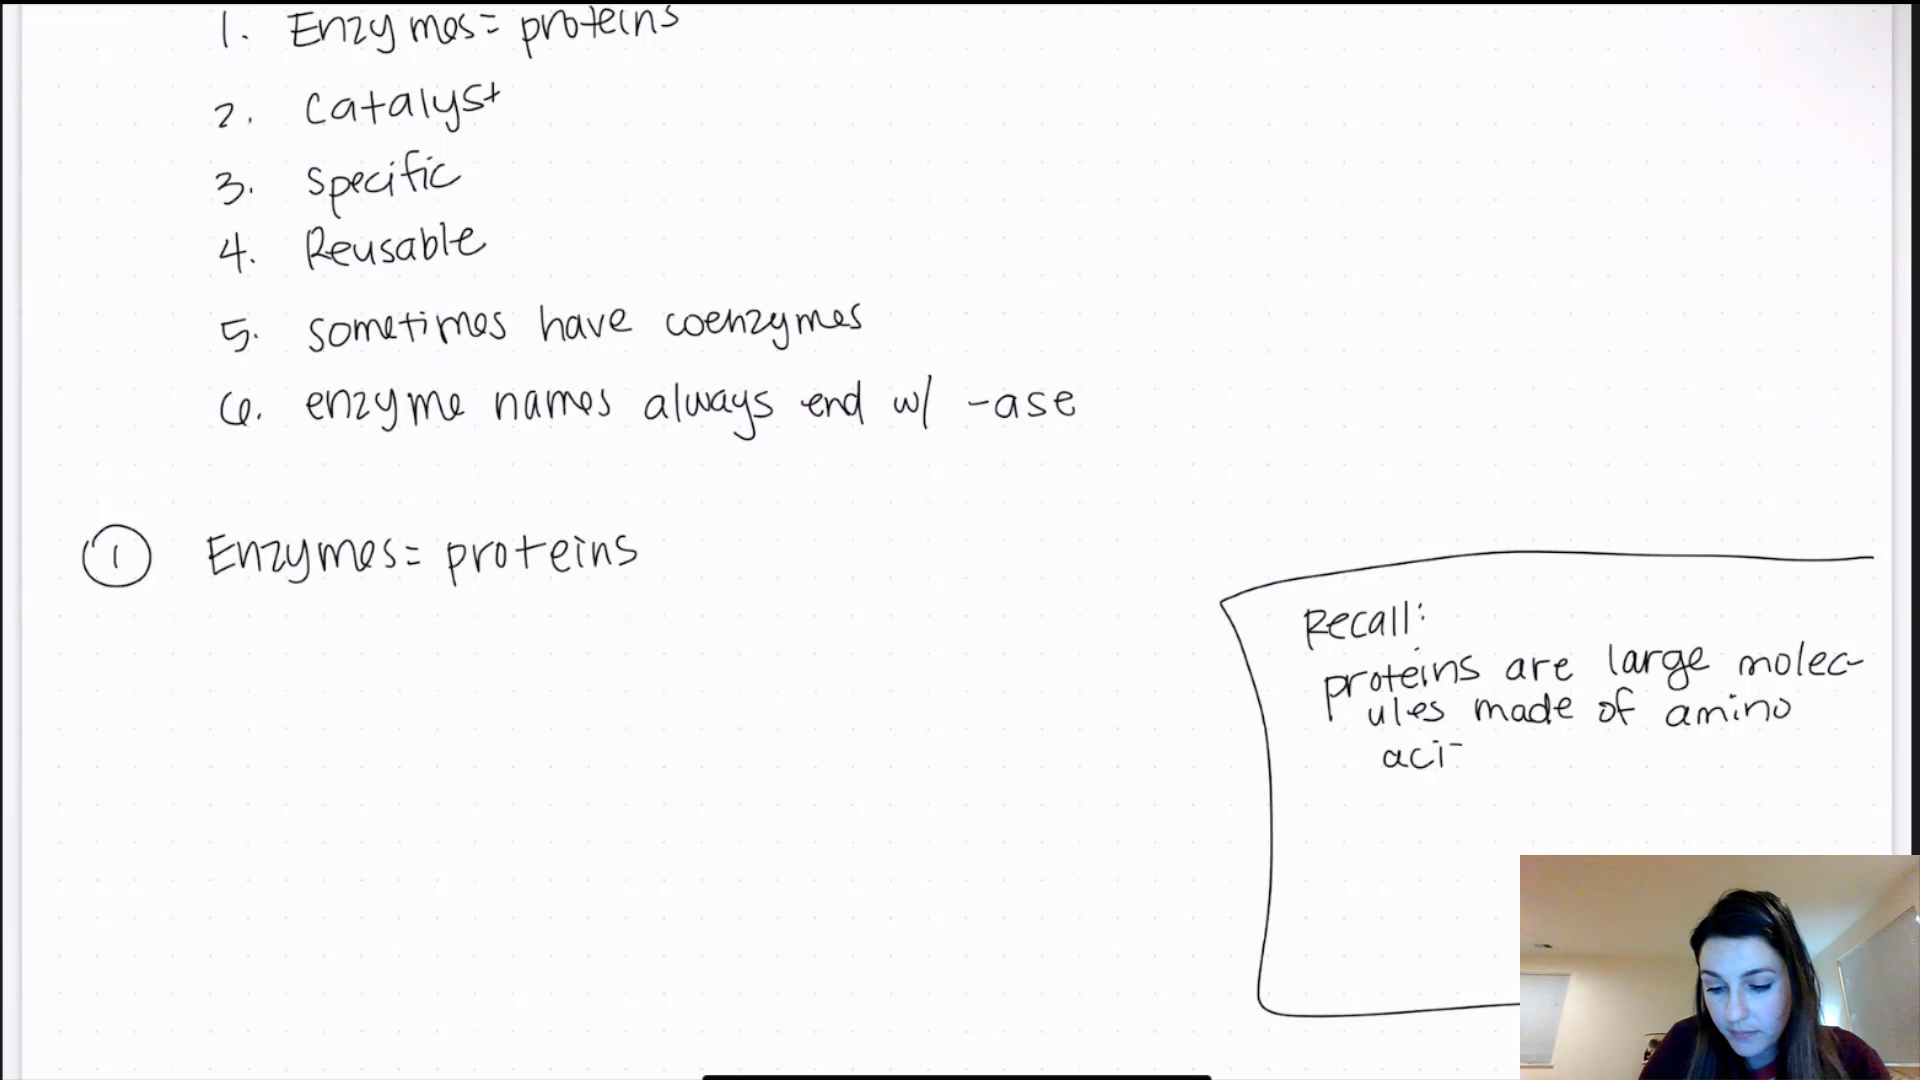 1. Enzymes = proteins
2. Catalyst
3. Specific
4. Reusable
5. sometimes have coenzymes
6. enzyme names always end w/ -ase
1 Enzymes = proteins
Recall:
proteins are large molec-
ules made of amino
aci